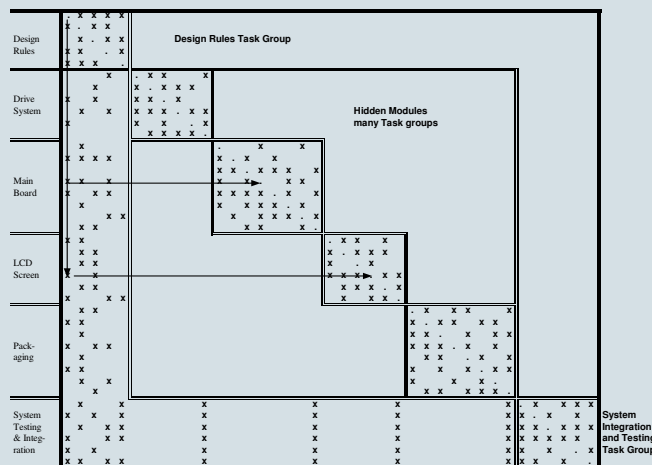 Design
Rules
Design Rules Task Group
Drive
System
Hidden Modules
many Task groups
Main
Board
LCD
Screen
Pack-
aging
System
Testing
& Integ-
ration
System
Integration
and Testing
Task Group